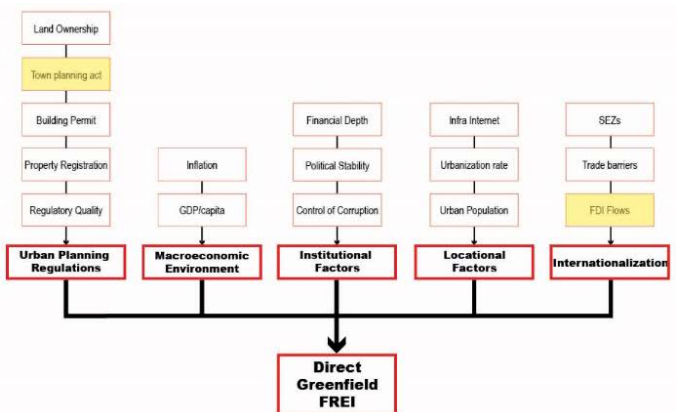 Land Ownership
Town planning act
Building Permit
Financial Depth
Infra Internet
SEZs
Property Registration
Inflation
Political Stability
Urbanization rate
Trade barriers
Regulatory Quality
GDP/capita
Control of Corruption
Urban Population
FDI Flows
Urban Planning
Regulations
Macroeconomic
Environment
Institutional
Factors
Locational
Factors
Internationalization
Direct
Greenfield
FREI